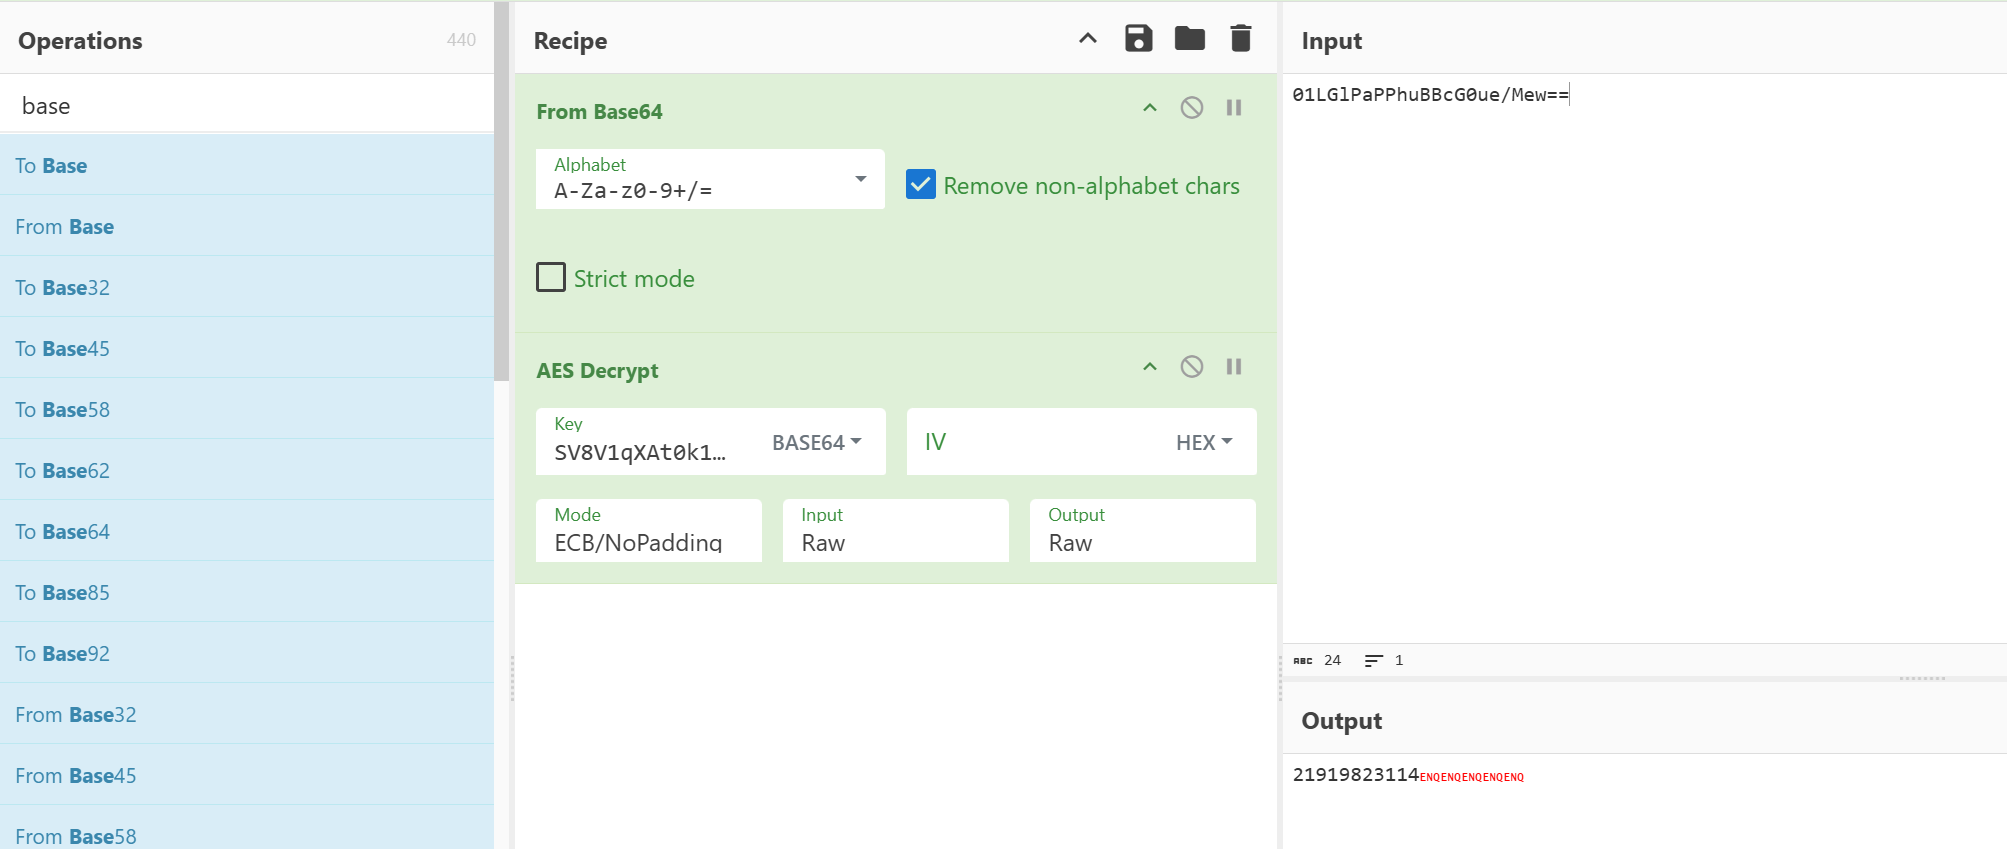 Operations 440
base
To Base
From Base
To Base32
To Base45
To Base58
To Base62
To Base64
To Base85
To Base92
From Base32
From Base45
From Base58
Recipe
From Base64
Alphabet
A-Za-z0-9+/=
Remove non-alphabet chars
Strict mode
AES Decrypt
Key
SV8V1qXAt0k1… BASE64
IV HEX
Mode
ECB/NoPadding
Input
Raw
Output
Raw
Input
01LGlPaPPhuBBcG0ue/Mew==
ABC 24 1
Output
21919823114ENQENQENQENQENQ